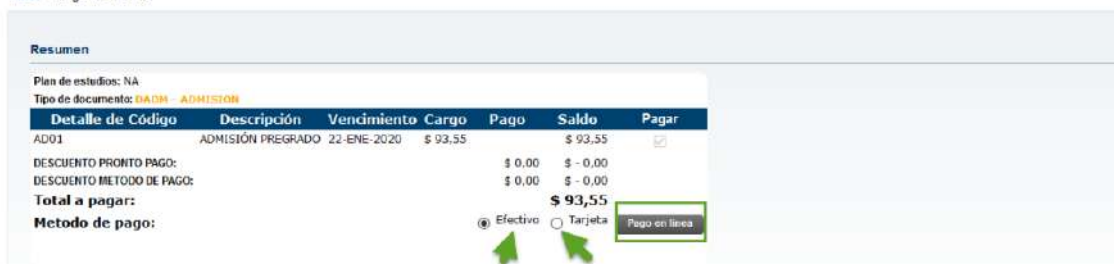 Resumen
Plan de estudios: NA
Tipo de documento: DADM - ADMISION
Detalle de Código Descripción Vencimiento Cargo Pago Saldo Pagar
AD01 ADMISIÓN PREGRADO 22-ENE-2020 $ 93,55 $ 93,55
DESCUENTO PRONTO PAGO: $ 0,00 $ - 0,00
DESCUENTO METODO DE PAGO: $ 0,00 $ - 0,00
Total a pagar: $ 93,55
Metodo de pago: Efectivo Tarjeta Pago en línea